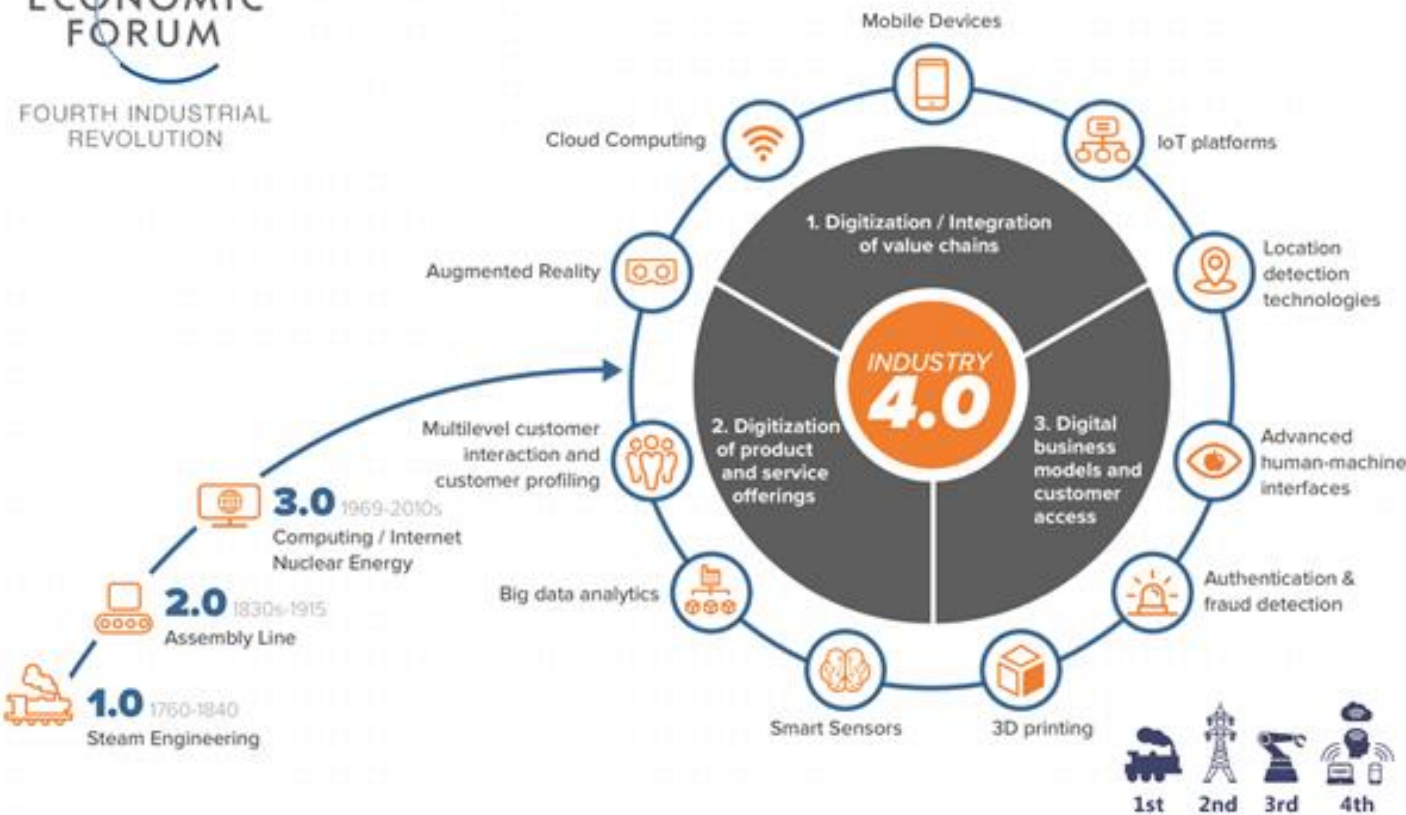 ECONOMIC
FORUM
FOURTH INDUSTRIAL
REVOLUTION
Mobile Devices
Cloud Computing
IoT platforms
Augmented Reality
Location
detection
technologies
1. Digitization / Integration
of value chains
INDUSTRY
4.0
2. Digitization
of product
and service
offerings
3. Digital
business
models and
customer
access
Multilevel customer
interaction and
customer profiling
Advanced
human-machine
interfaces
Big data analytics
Authentication &
fraud detection
Smart Sensors
3D printing
3.0 1969-2010s
Computing / Internet
Nuclear Energy
2.0 1830s-1915
Assembly Line
1.0 1760-1840
Steam Engineering
1st 2nd 3rd 4th